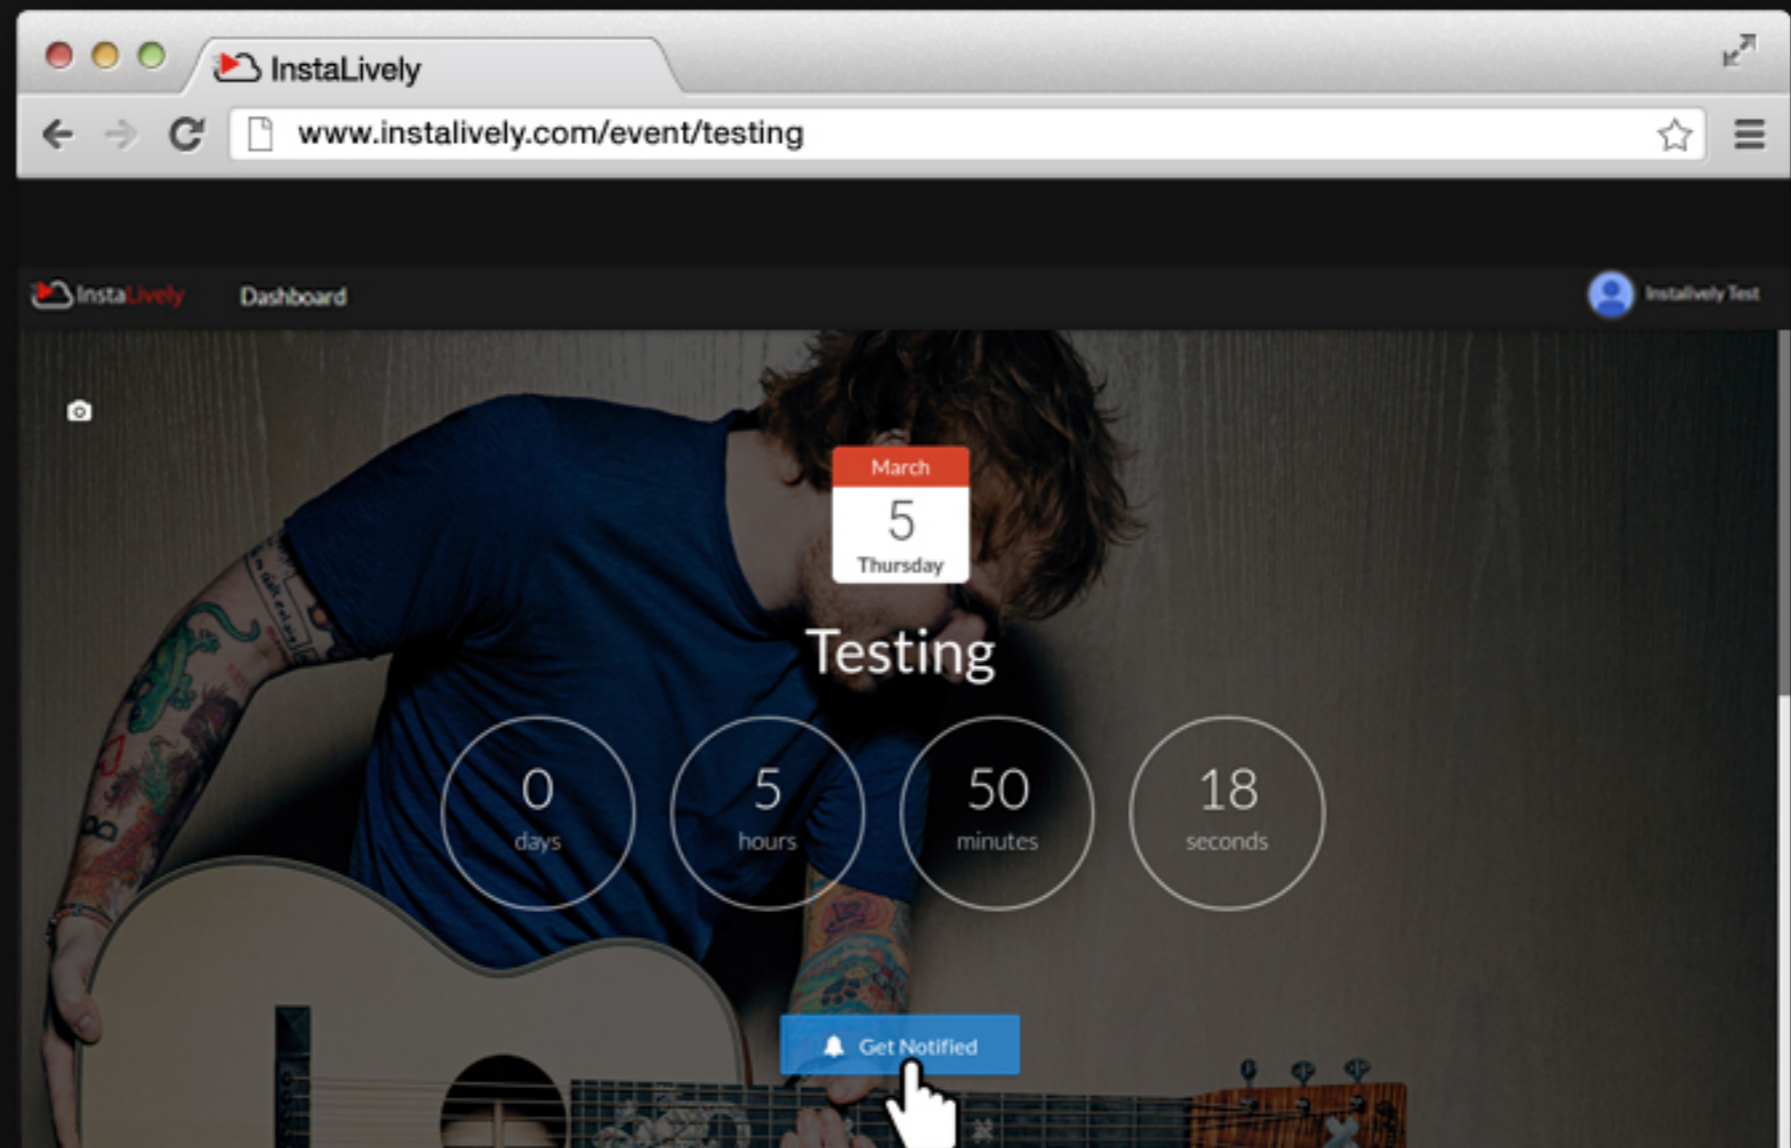 InstaLively
www.instalively.com/event/testing
InstaLively
Dashboard
Instalively Test
March
5
Thursday
Testing
0
days
5
hours
50
minutes
18
seconds
Get Notified